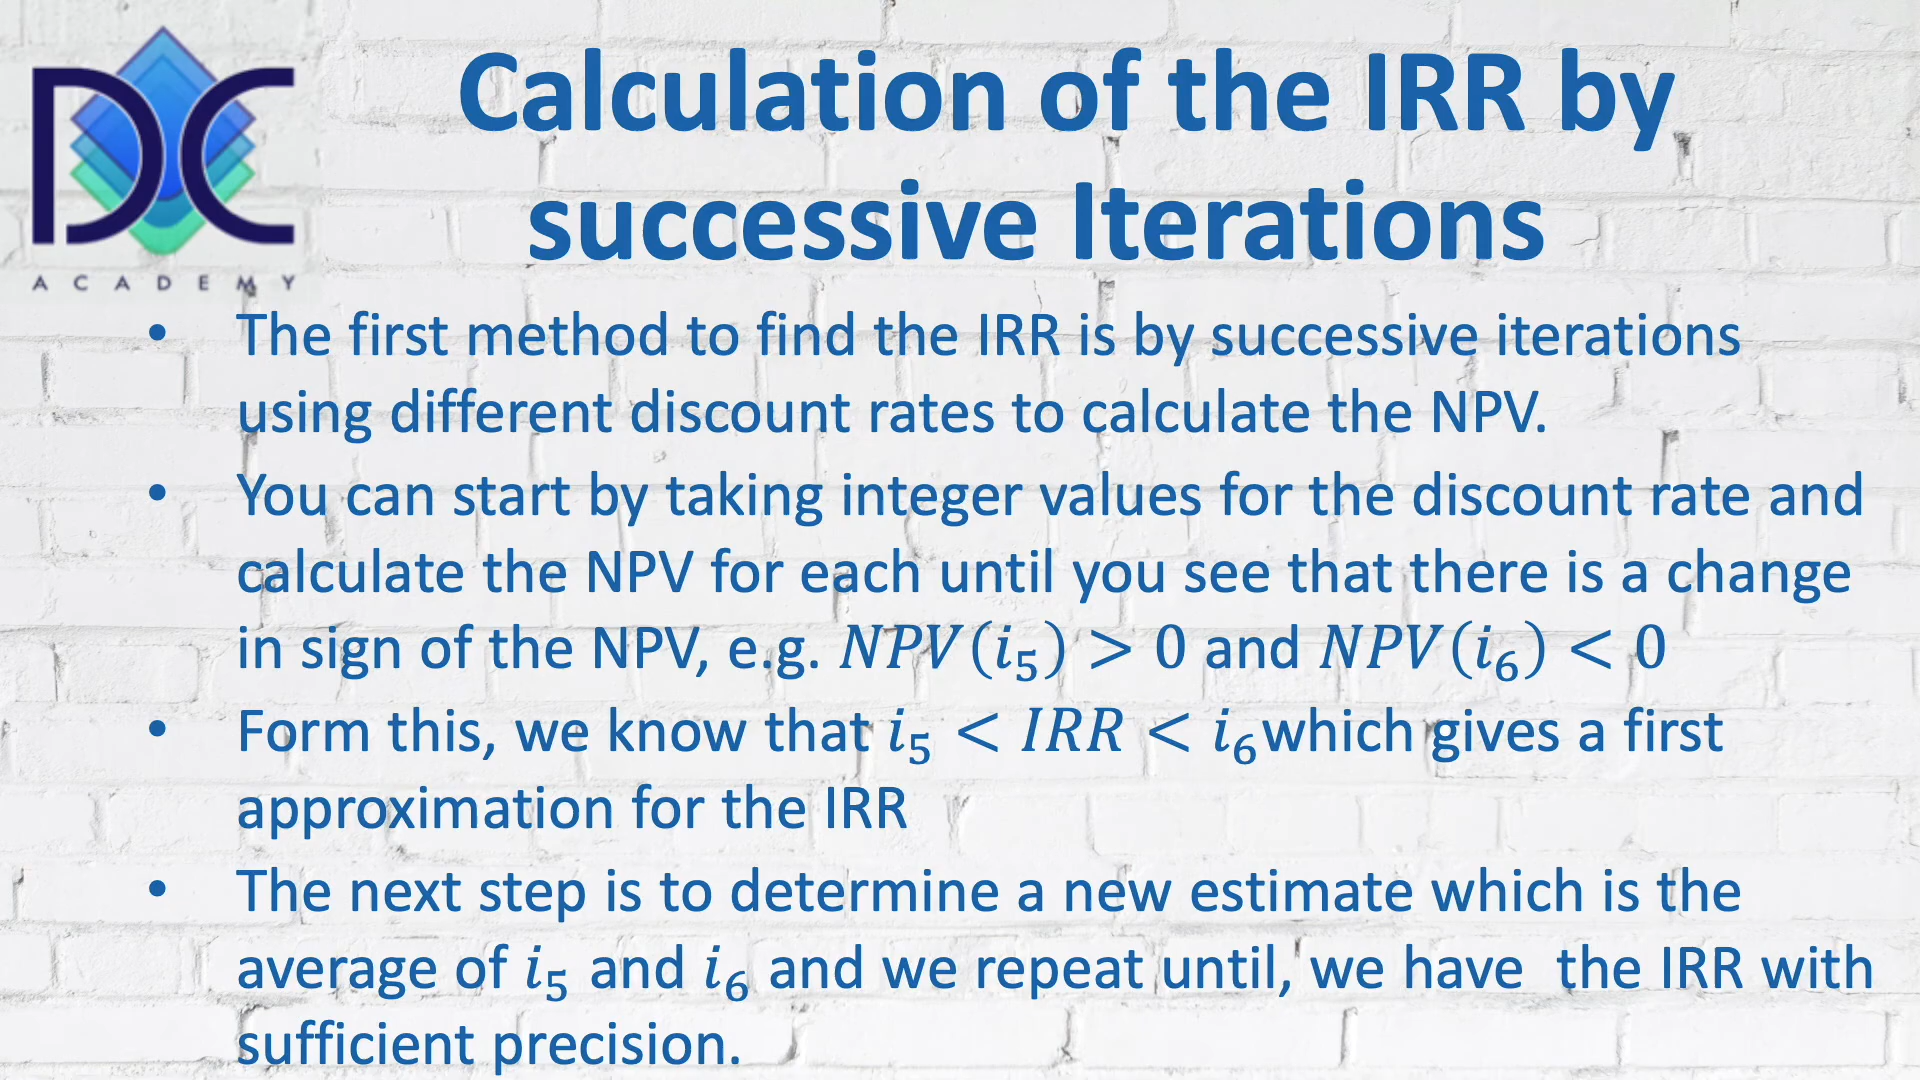 DC
ACADEMY
Calculation of the IRR by
successive Iterations
• The first method to find the IRR is by successive iterations
using different discount rates to calculate the NPV.
• You can start by taking integer values for the discount rate and
calculate the NPV for each until you see that there is a change
in sign of the NPV, e.g. 𝑁𝑃𝑉(𝑖₅) > 0 and 𝑁𝑃𝑉(𝑖₆) < 0
• Form this, we know that 𝑖₅ < 𝐼𝑅𝑅 < 𝑖₆which gives a first
approximation for the IRR
• The next step is to determine a new estimate which is the
average of 𝑖₅ and 𝑖₆ and we repeat until, we have  the IRR with
sufficient precision.